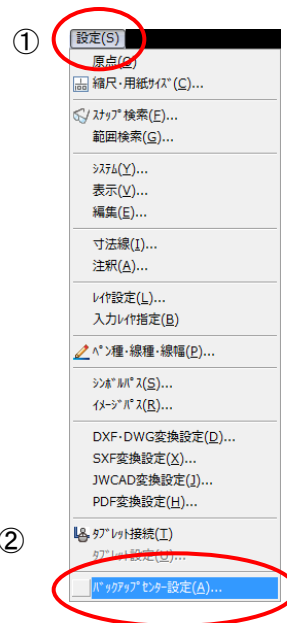 ①
設定(S)
原点(O)
縮尺・用紙ｻｲｽﾞ(C)...
ｽﾅｯﾌﾟ検索(F)...
範囲検索(G)...
ｼｽﾃﾑ(Y)...
表示(V)...
編集(E)...
寸法線(I)...
注釈(A)...
ﾚｲﾔ設定(L)...
入力ﾚｲﾔ指定(B)
ﾍﾟﾝ種・線種・線幅(P)...
ｼﾝﾎﾞﾙﾊﾟｽ(S)...
ｲﾒｰｼﾞﾊﾟｽ(R)...
DXF・DWG変換設定(D)...
SXF変換設定(X)...
JWCAD変換設定(J)...
PDF変換設定(H)...
②
ﾀﾌﾞﾚｯﾄ接続(T)
ﾀﾌﾞﾚｯﾄ設定(U)...
ﾊﾞｯｸｱｯﾌﾟｾﾝﾀｰ設定(A)...